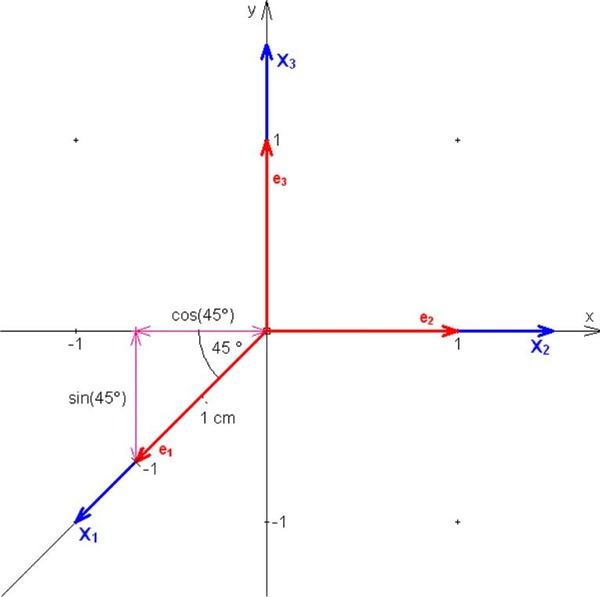 y
X₃
1
e₃
cos(45°)
e₂
x
-1
45 °
1
X₂
sin(45°)
1 cm
e₁
-1
X₁
-1